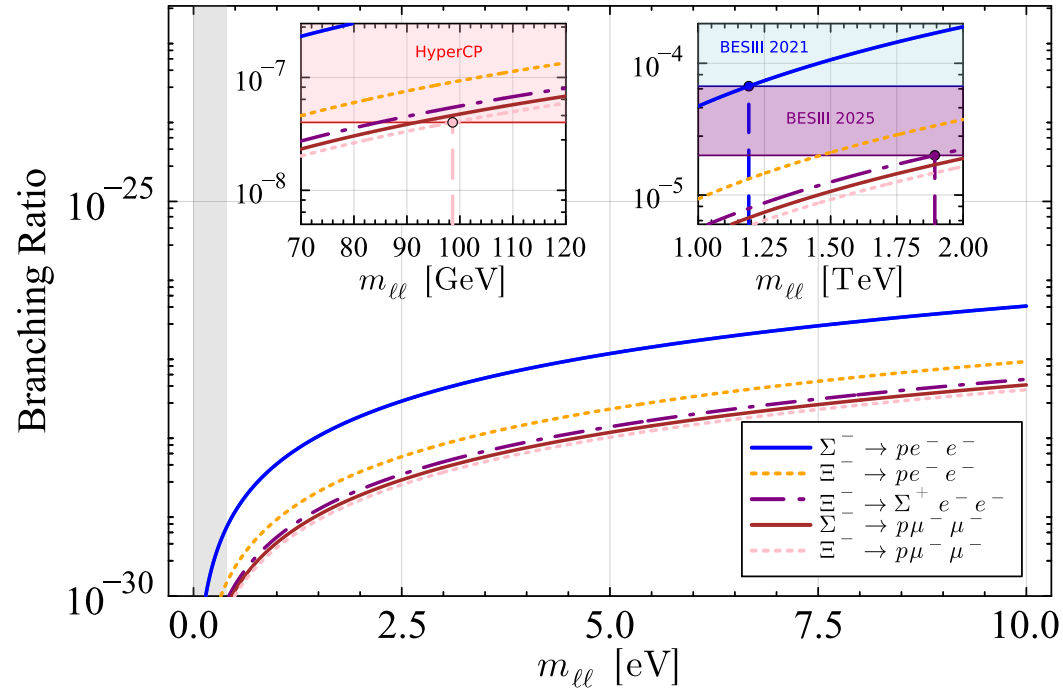 Branching Ratio
10⁻²⁵
10⁻³⁰
HyperCP
10⁻⁷
10⁻⁸
70 80 90 100 110 120
m_ℓℓ [GeV]
BESIII 2021
BESIII 2025
10⁻⁴
10⁻⁵
1.00 1.25 1.50 1.75 2.00
m_ℓℓ [TeV]
Σ⁻ → pe⁻e⁻
Ξ⁻ → pe⁻e⁻
Ξ⁻ → Σ⁺ e⁻e⁻
Σ⁻ → pμ⁻μ⁻
Ξ⁻ → pμ⁻μ⁻
0.0 2.5 5.0 7.5 10.0
m_ℓℓ [eV]